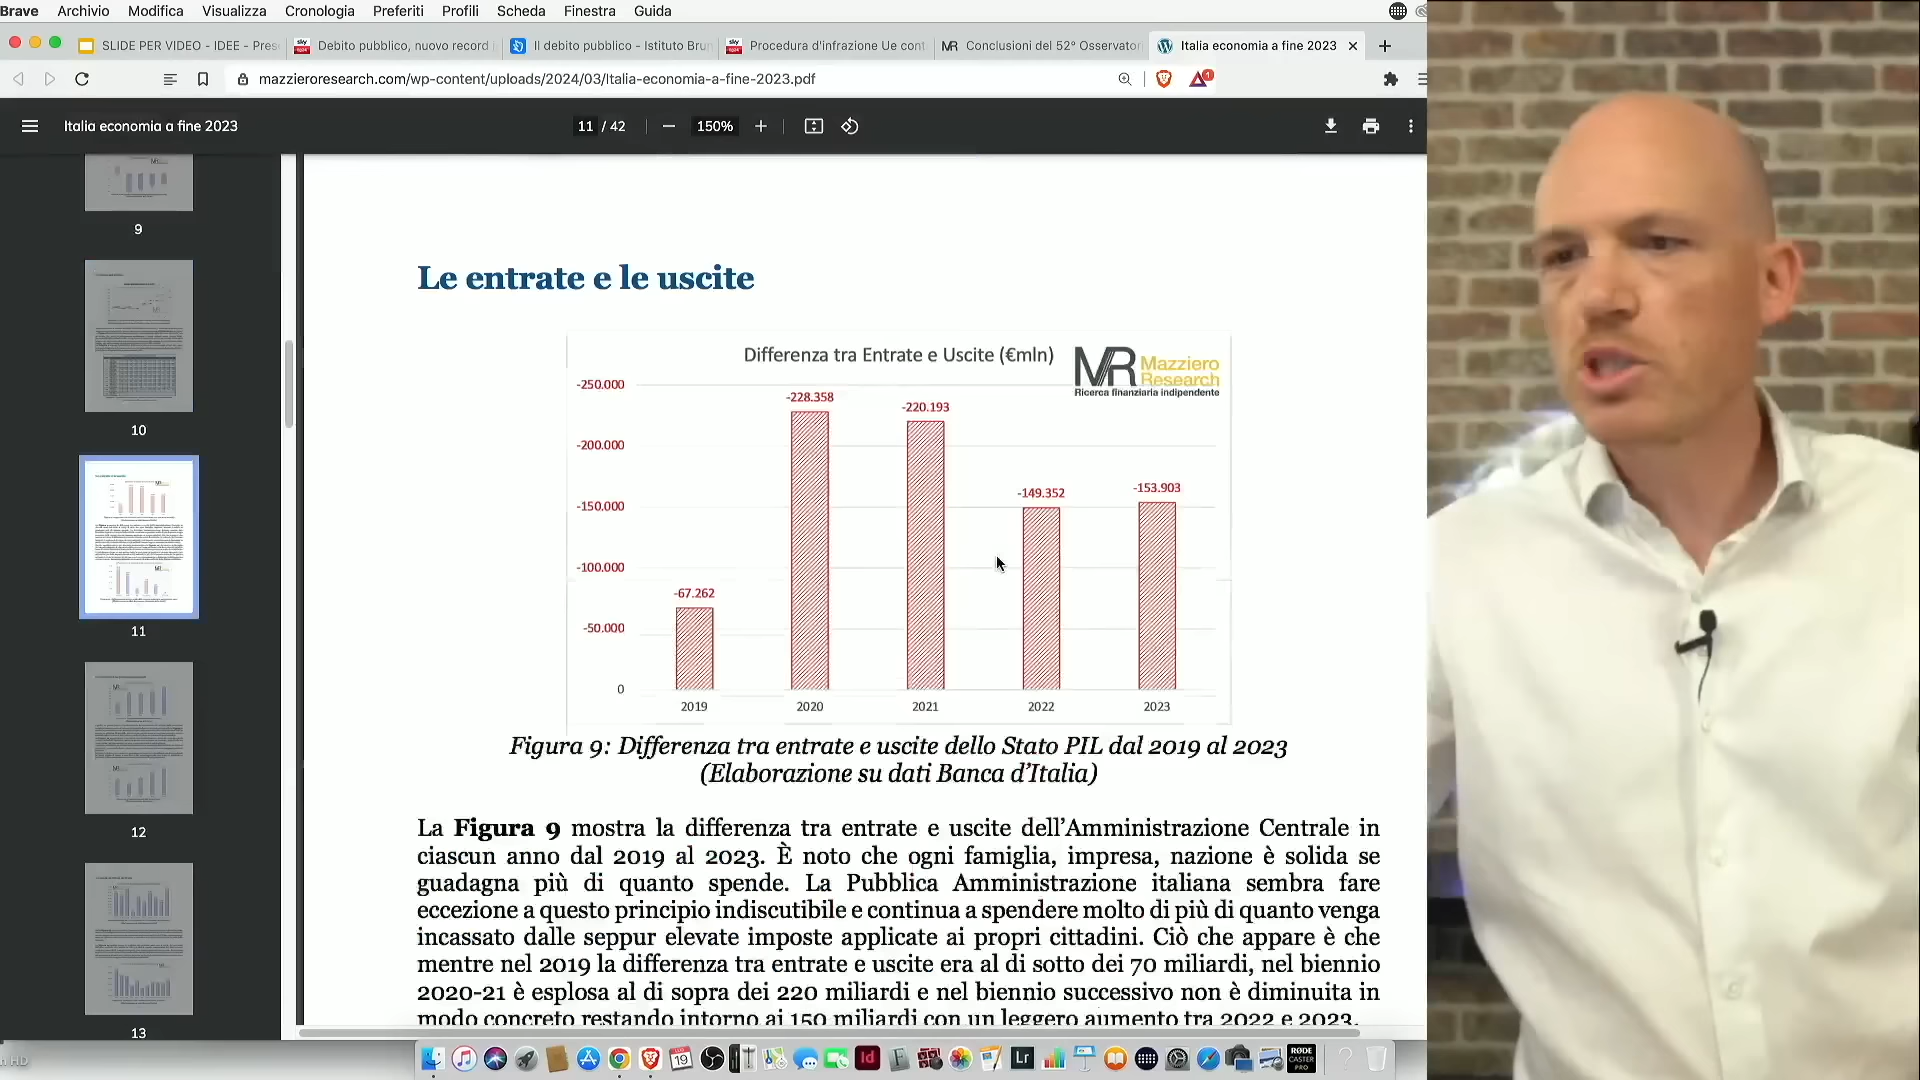 Brave Archivio Modifica Visualizza Cronologia Preferiti Profili Scheda Finestra Guida
SLIDE PER VIDEO - IDEE - Pres
Debito pubblico, nuovo record
Il debito pubblico - Istituto Brun
Procedura d'infrazione Ue cont
Conclusioni del 52° Osservator
Italia economia a fine 2023
mazzieroresearch.com/wp-content/uploads/2024/03/Italia-economia-a-fine-2023.pdf
Italia economia a fine 2023
11 / 42
150%
9
10
11
12
13
Le entrate e le uscite
Differenza tra Entrate e Uscite (€mln)
MR Mazziero Research
Ricerca finanziaria indipendente
-250.000
-200.000
-150.000
-100.000
-50.000
0
-67.262
-228.358
-220.193
-149.352
-153.903
2019 2020 2021 2022 2023
Figura 9: Differenza tra entrate e uscite dello Stato PIL dal 2019 al 2023
(Elaborazione su dati Banca d'Italia)
La Figura 9 mostra la differenza tra entrate e uscite dell'Amministrazione Centrale in
ciascun anno dal 2019 al 2023. È noto che ogni famiglia, impresa, nazione è solida se
guadagna più di quanto spende. La Pubblica Amministrazione italiana sembra fare
eccezione a questo principio indiscutibile e continua a spendere molto di più di quanto venga
incassato dalle seppur elevate imposte applicate ai propri cittadini. Ciò che appare è che
mentre nel 2019 la differenza tra entrate e uscite era al di sotto dei 70 miliardi, nel biennio
2020-21 è esplosa al di sopra dei 220 miliardi e nel biennio successivo non è diminuita in
modo concreto restando intorno ai 150 miliardi con un leggero aumento tra 2022 e 2023.
19
Id
Lr
RØDE
CASTER
PRO